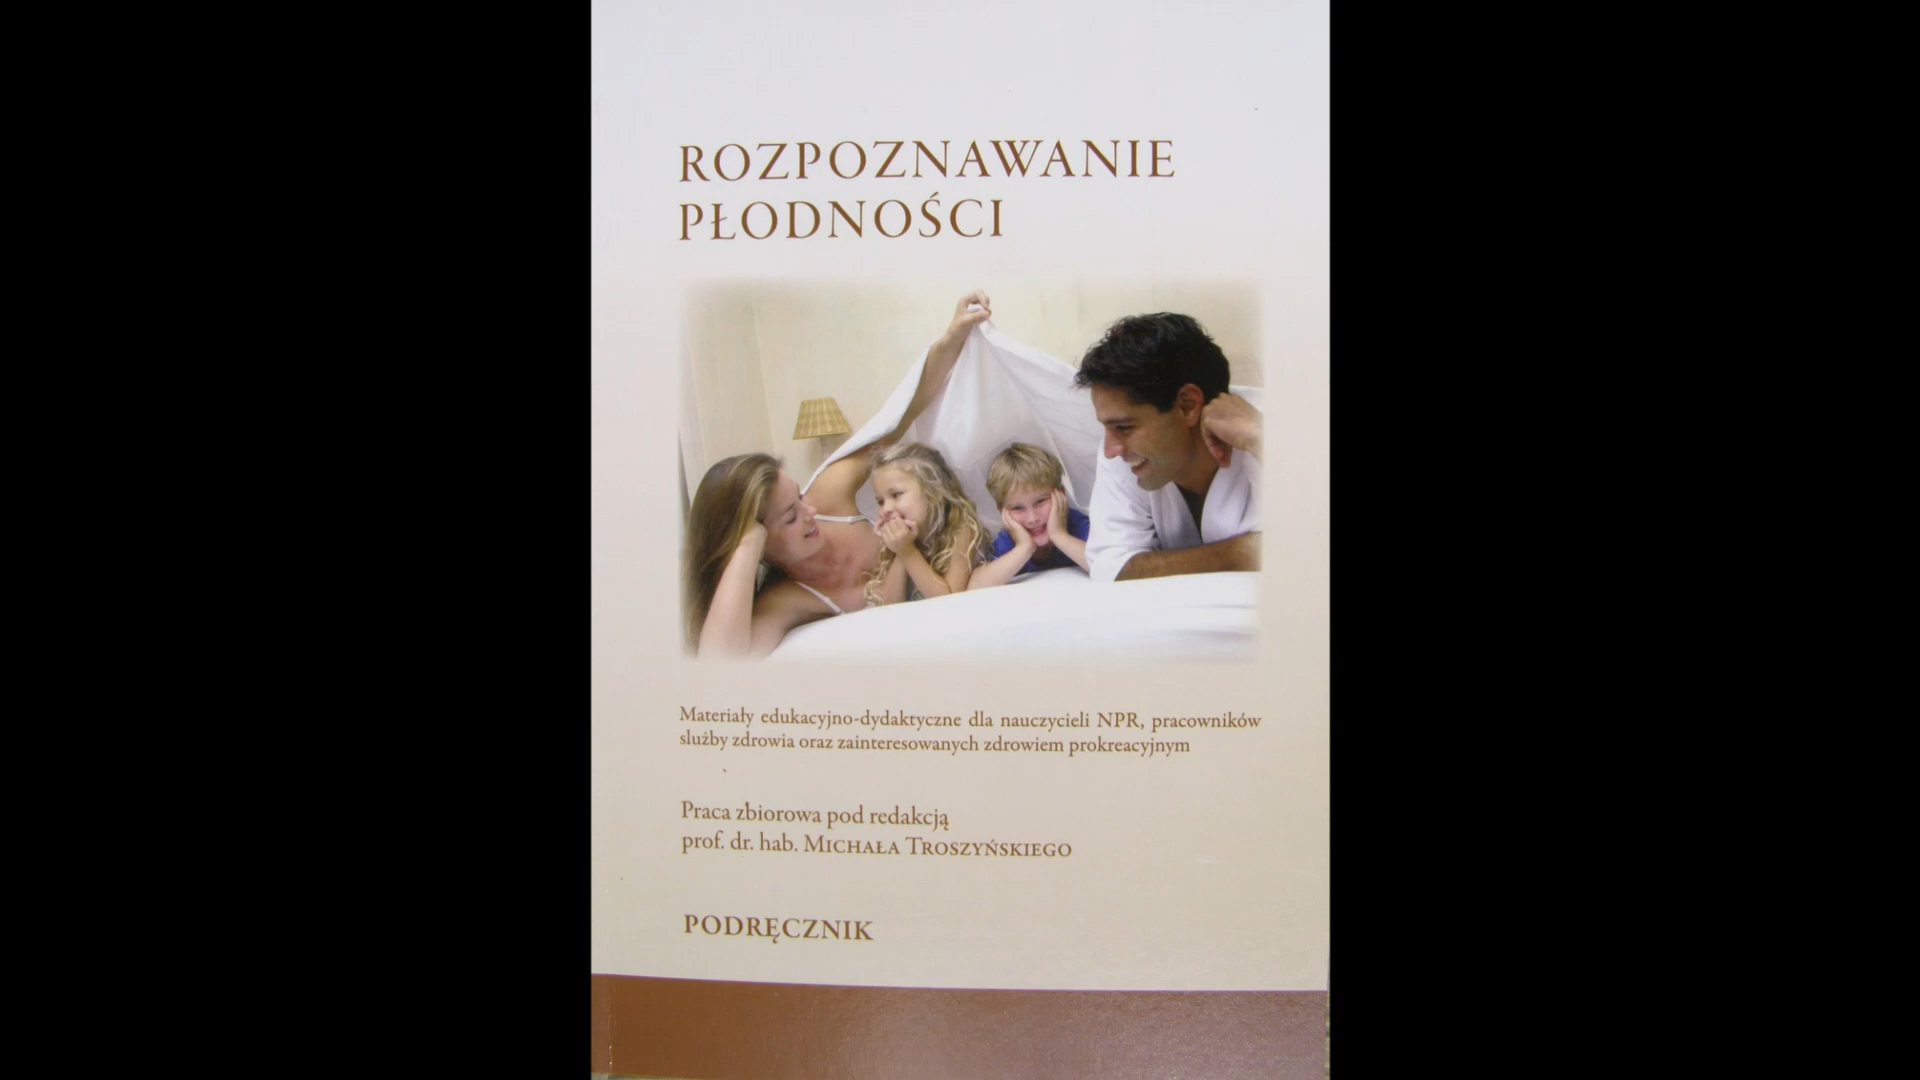 ROZPOZNAWANIE
PŁODNOŚCI
Materiały edukacyjno-dydaktyczne dla nauczycieli NPR, pracowników
służby zdrowia oraz zainteresowanych zdrowiem prokreacyjnym
Praca zbiorowa pod redakcją
prof. dr. hab. MICHAŁA TROSZYŃSKIEGO
PODRĘCZNIK